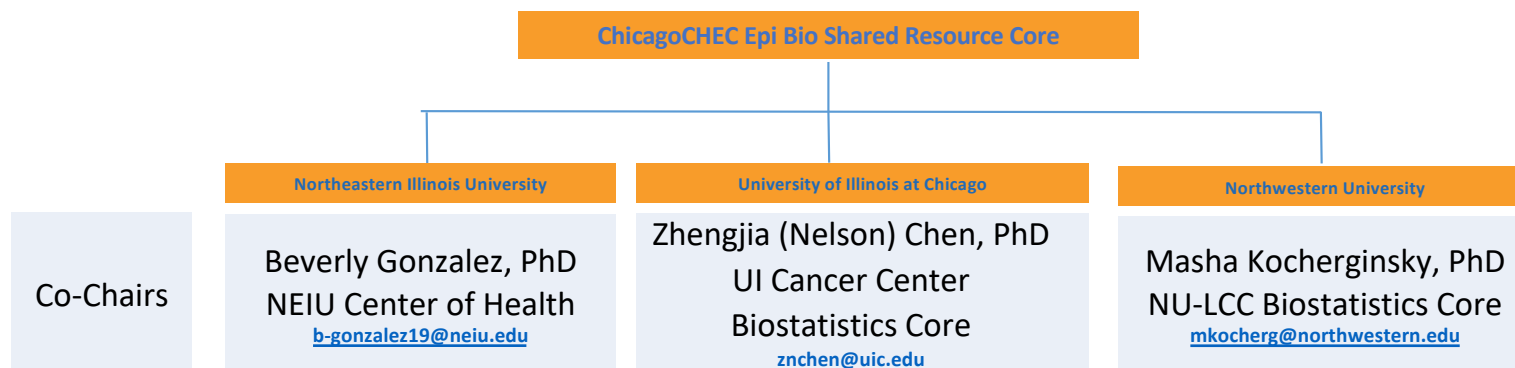 ChicagoCHEC Epi Bio Shared Resource Core
Northeastern Illinois University
University of Illinois at Chicago
Northwestern University
Co-Chairs
Beverly Gonzalez, PhD
NEIU Center of Health
b-gonzalez19@neiu.edu
Zhengjia (Nelson) Chen, PhD
UI Cancer Center
Biostatistics Core
znchen@uic.edu
Masha Kocherginsky, PhD
NU-LCC Biostatistics Core
mkocherg@northwestern.edu